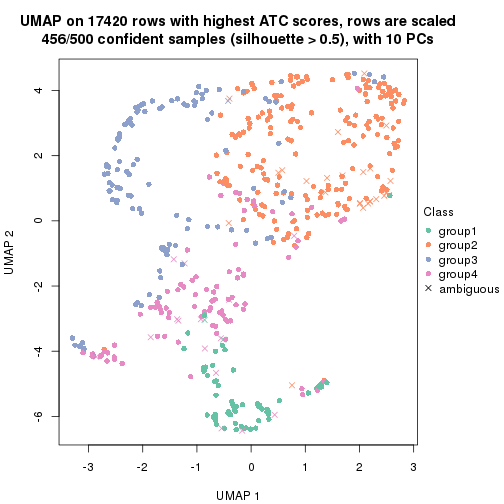 UMAP on 17420 rows with highest ATC scores, rows are scaled
456/500 confident samples (silhouette > 0.5), with 10 PCs
4
2
0
-2
-4
-6
UMAP 2
-3
-2
-1
0
1
2
3
UMAP 1
Class
group1
group2
group3
group4
ambiguous